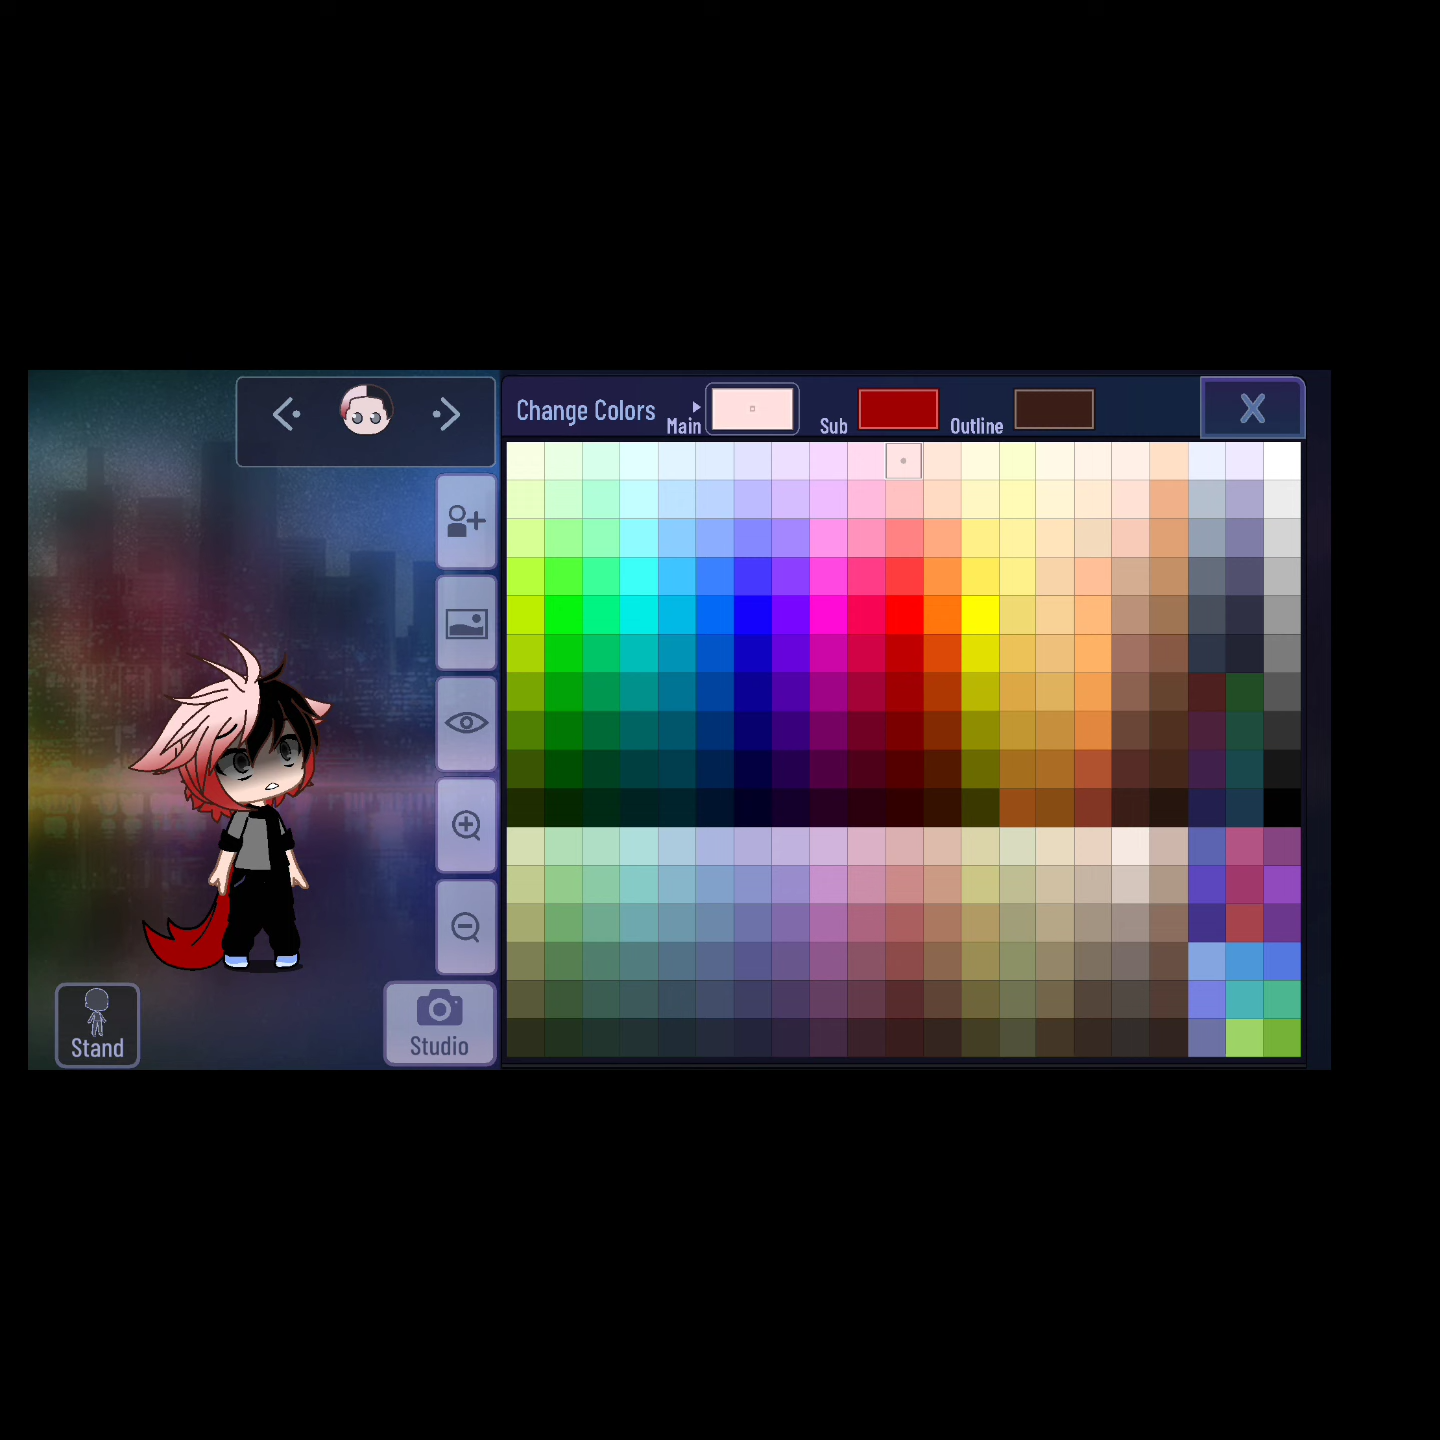 Change Colors
Main
Sub
Outline
X
Studio
Stand